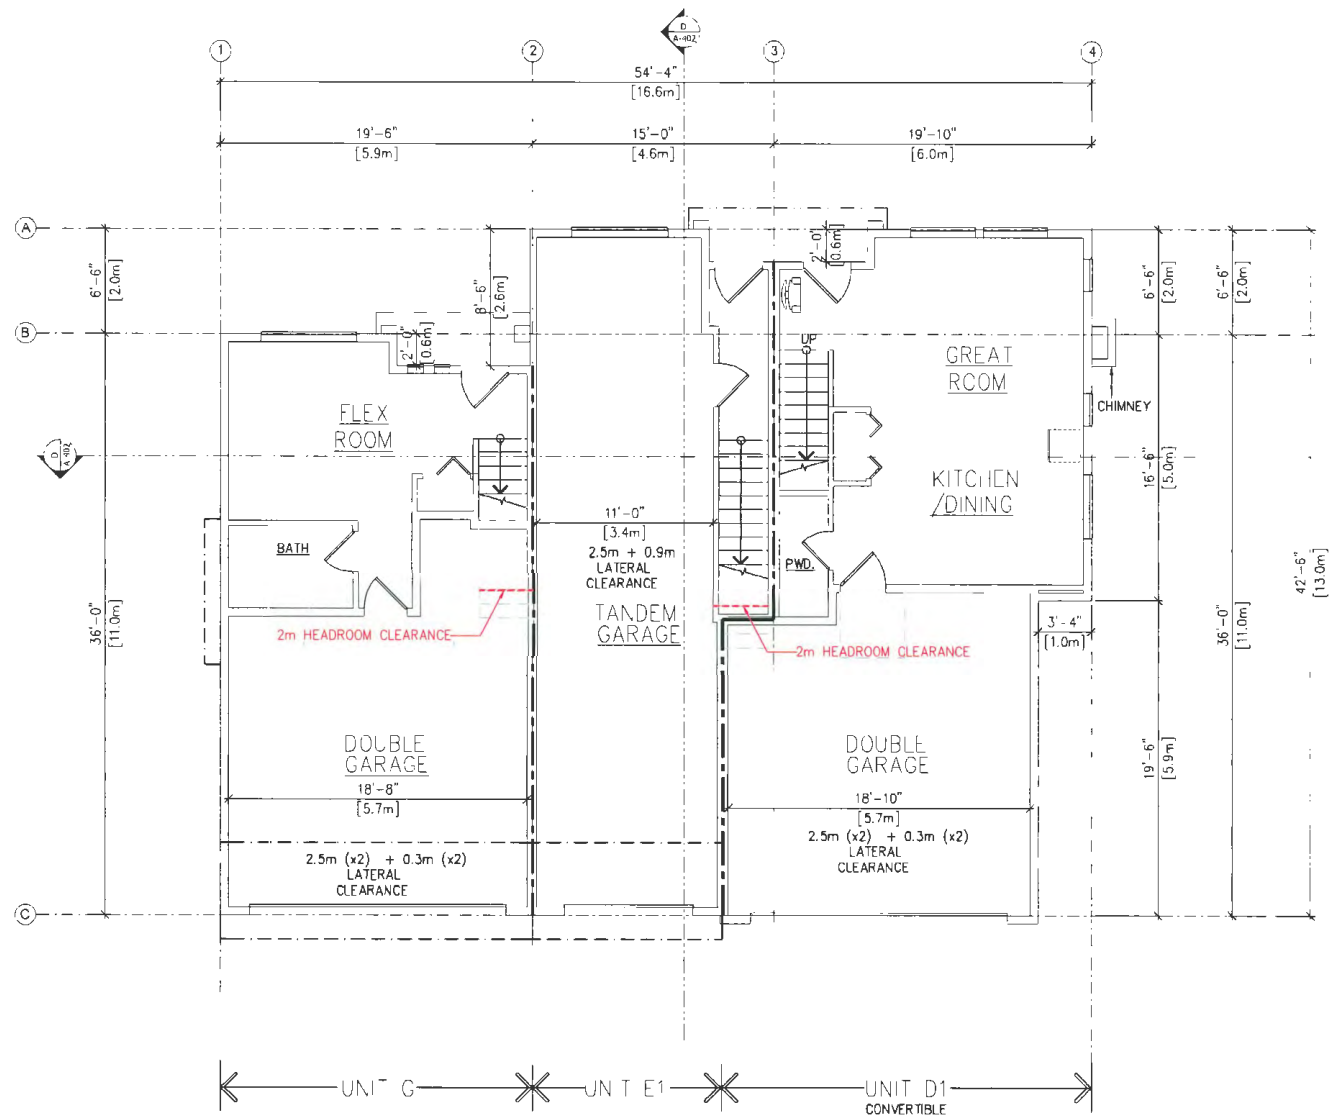 D
A-402
1
2
3
4
54'-4"
[16.6m]
19'-6"
[5.9m]
15'-0"
[4.6m]
19'-10"
[6.0m]
A
6'-6"
[2.0m]
8'-6"
[2.6m]
2'-0"
[0.6m]
6'-6"
[2.0m]
6'-6"
[2.0m]
B
2'-0"
[0.6m]
UP
GREAT
ROOM
CHIMNEY
FLEX
ROOM
D
A-402
KITCHEN
/DINING
16'-6"
[5.0m]
11'-0"
[3.4m]
2.5m + 0.9m
LATERAL
CLEARANCE
BATH
PWD.
42'-6"
[13.0m]
36'-0"
[11.0m]
TANDEM
GARAGE
2m HEADROOM CLEARANCE
2m HEADROOM CLEARANCE
3'-4"
[1.0m]
36'-0"
[11.0m]
DOUBLE
GARAGE
DOUBLE
GARAGE
19'-6"
[5.9m]
18'-8"
[5.7m]
18'-10"
[5.7m]
2.5m (x2) + 0.3m (x2)
LATERAL
CLEARANCE
2.5m (x2) + 0.3m (x2)
LATERAL
CLEARANCE
C
UNIT G
UNIT E1
UNIT D1
CONVERTIBLE